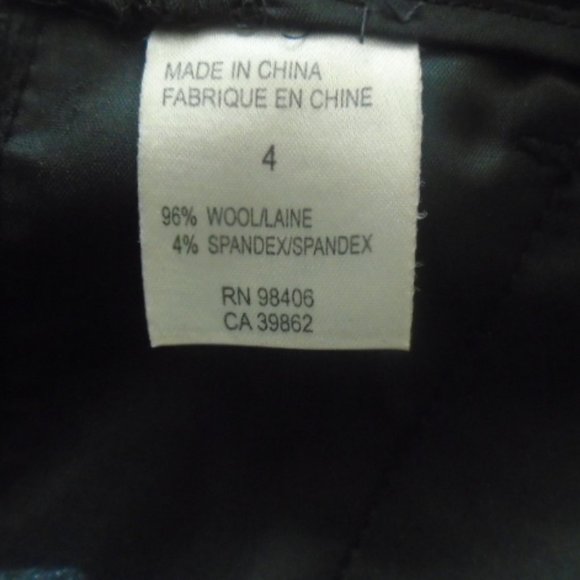 MADE IN CHINA
FABRIQUE EN CHINE
4
96% WOOL/LAINE
4% SPANDEX/SPANDEX
RN 98406
CA 39862